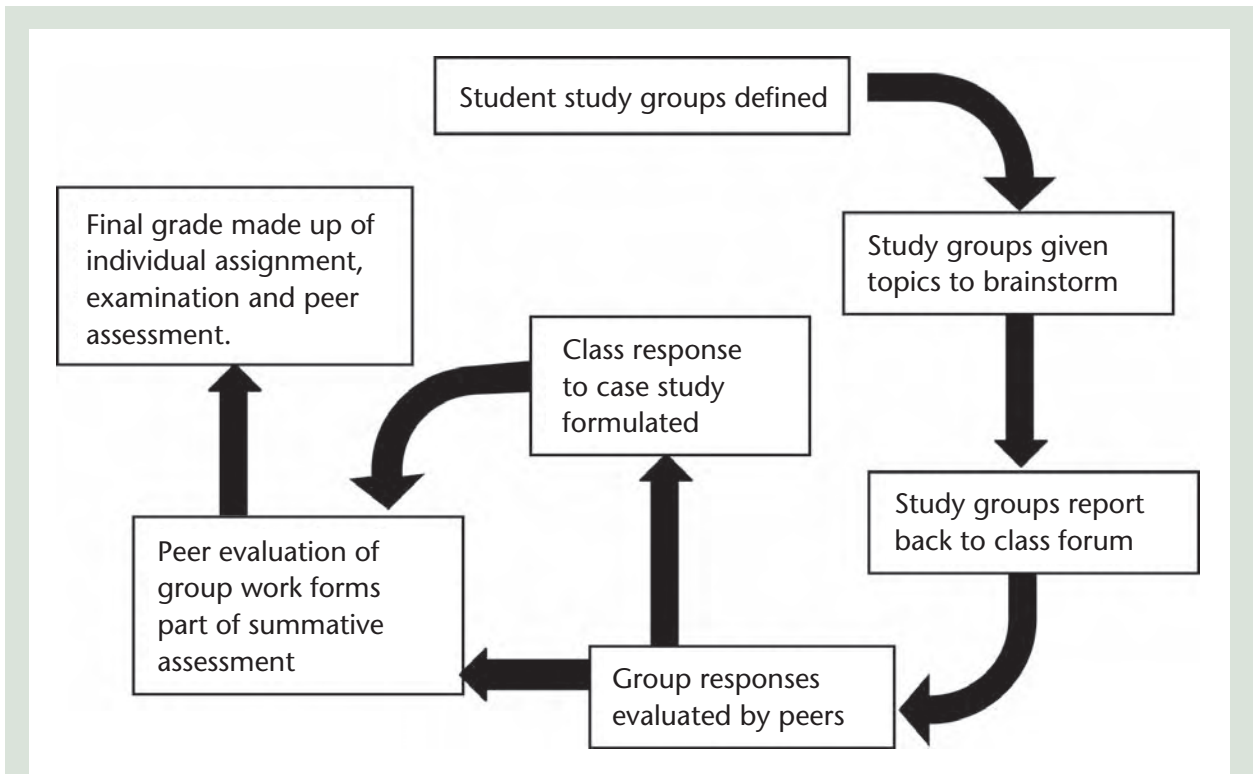 Student study groups defined
Study groups given
topics to brainstorm
Study groups report
back to class forum
Group responses
evaluated by peers
Class response
to case study
formulated
Peer evaluation of
group work forms
part of summative
assessment
Final grade made up of
individual assignment,
examination and peer
assessment.